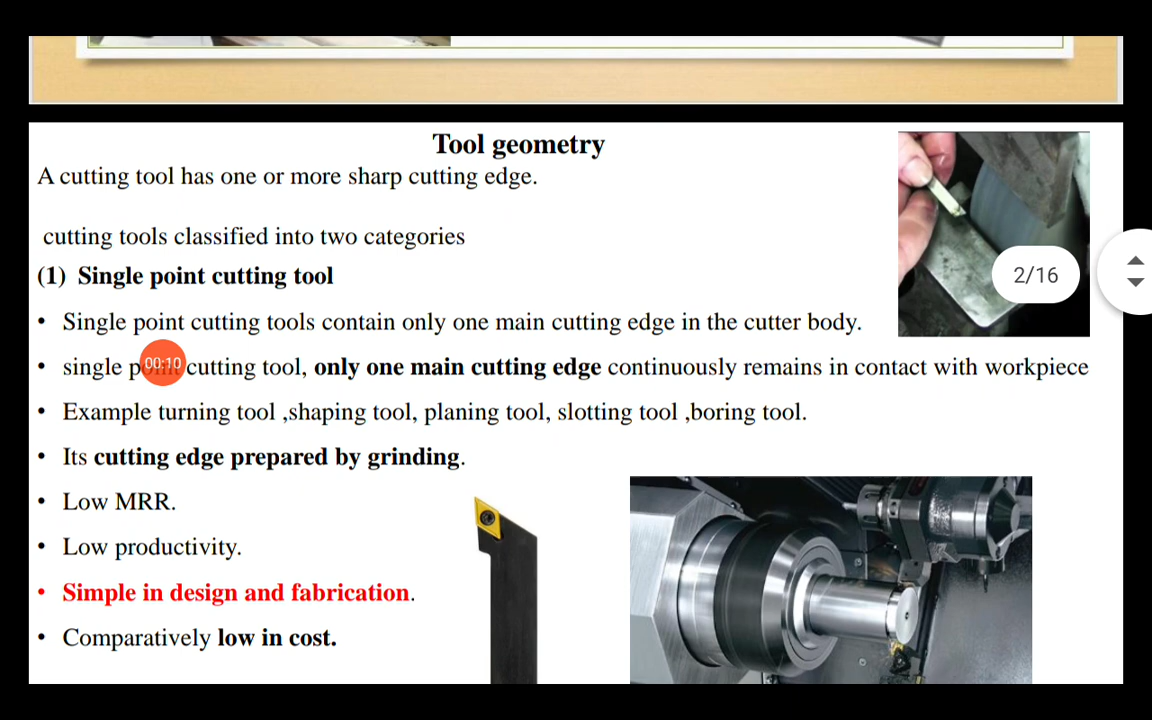 Tool geometry
A cutting tool has one or more sharp cutting edge.
cutting tools classified into two categories
(1) Single point cutting tool
2/16
• Single point cutting tools contain only one main cutting edge in the cutter body.
• single cutting tool, only one main cutting edge continuously remains in contact with workpiece
00:10
• Example turning tool ,shaping tool, planing tool, slotting tool ,boring tool.
• Its cutting edge prepared by grinding.
• Low MRR.
• Low productivity.
• Simple in design and fabrication.
• Comparatively low in cost.